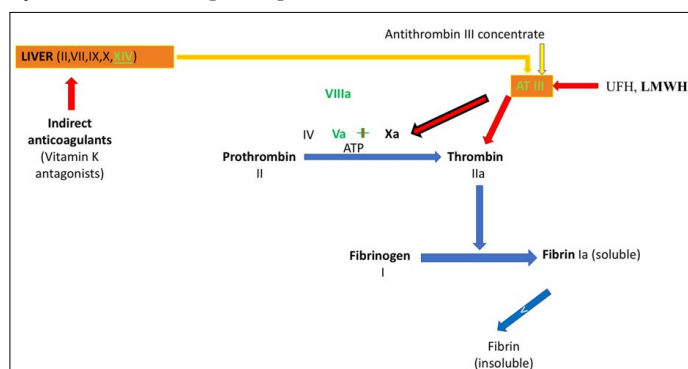 Antithrombin III concentrate
LIVER (II,VII,IX,X,XIV)
AT III
UFH, LMWH
VIIIa
Indirect
anticoagulants
(Vitamin K
antagonists)
IV Va + Xa
ATP
Prothrombin
II
Thrombin
IIa
Fibrinogen
I
Fibrin Ia (soluble)
Fibrin
(insoluble)